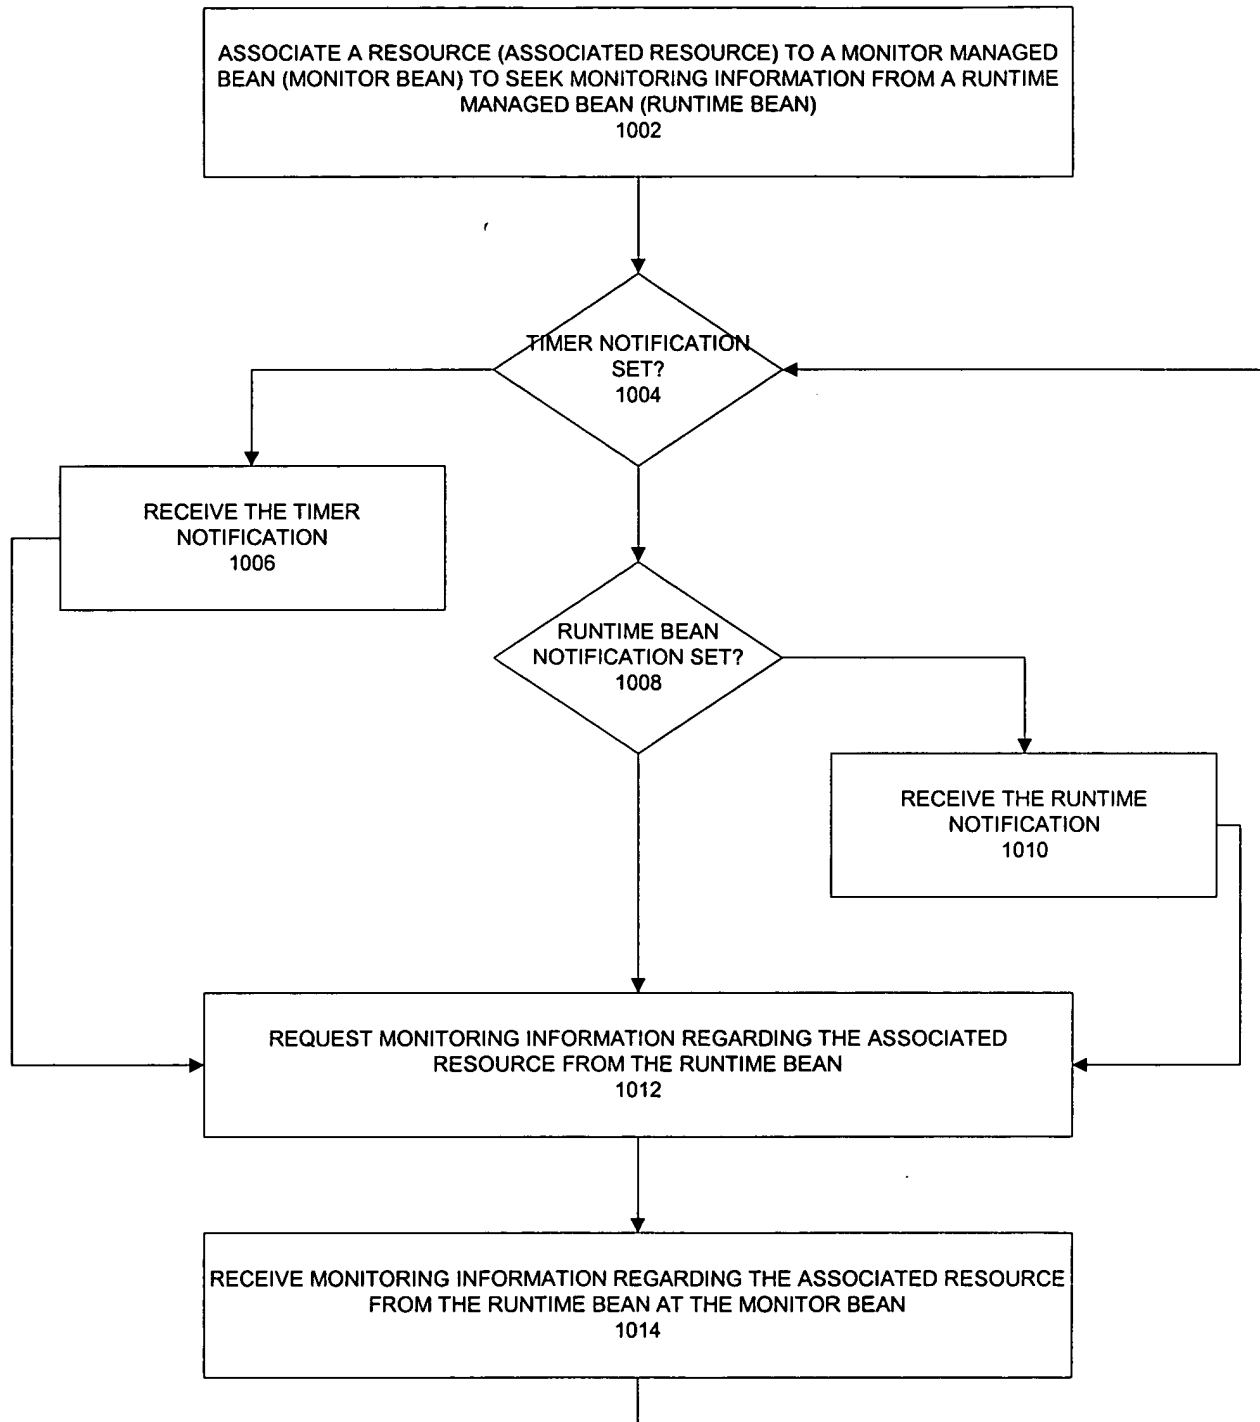 ASSOCIATE A RESOURCE (ASSOCIATED RESOURCE) TO A MONITOR MANAGED
BEAN (MONITOR BEAN) TO SEEK MONITORING INFORMATION FROM A RUNTIME
MANAGED BEAN (RUNTIME BEAN)
1002
TIMER NOTIFICATION
SET?
1004
RECEIVE THE TIMER
NOTIFICATION
1006
RUNTIME BEAN
NOTIFICATION SET?
1008
RECEIVE THE RUNTIME
NOTIFICATION
1010
REQUEST MONITORING INFORMATION REGARDING THE ASSOCIATED
RESOURCE FROM THE RUNTIME BEAN
1012
RECEIVE MONITORING INFORMATION REGARDING THE ASSOCIATED RESOURCE
FROM THE RUNTIME BEAN AT THE MONITOR BEAN
1014